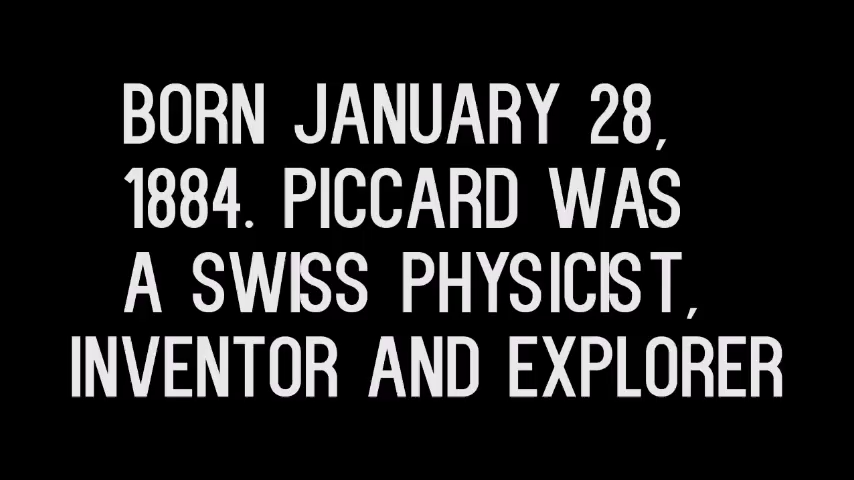 BORN JANUARY 28,
1884. PICCARD WAS
A SWISS PHYSICIST,
INVENTOR AND EXPLORER